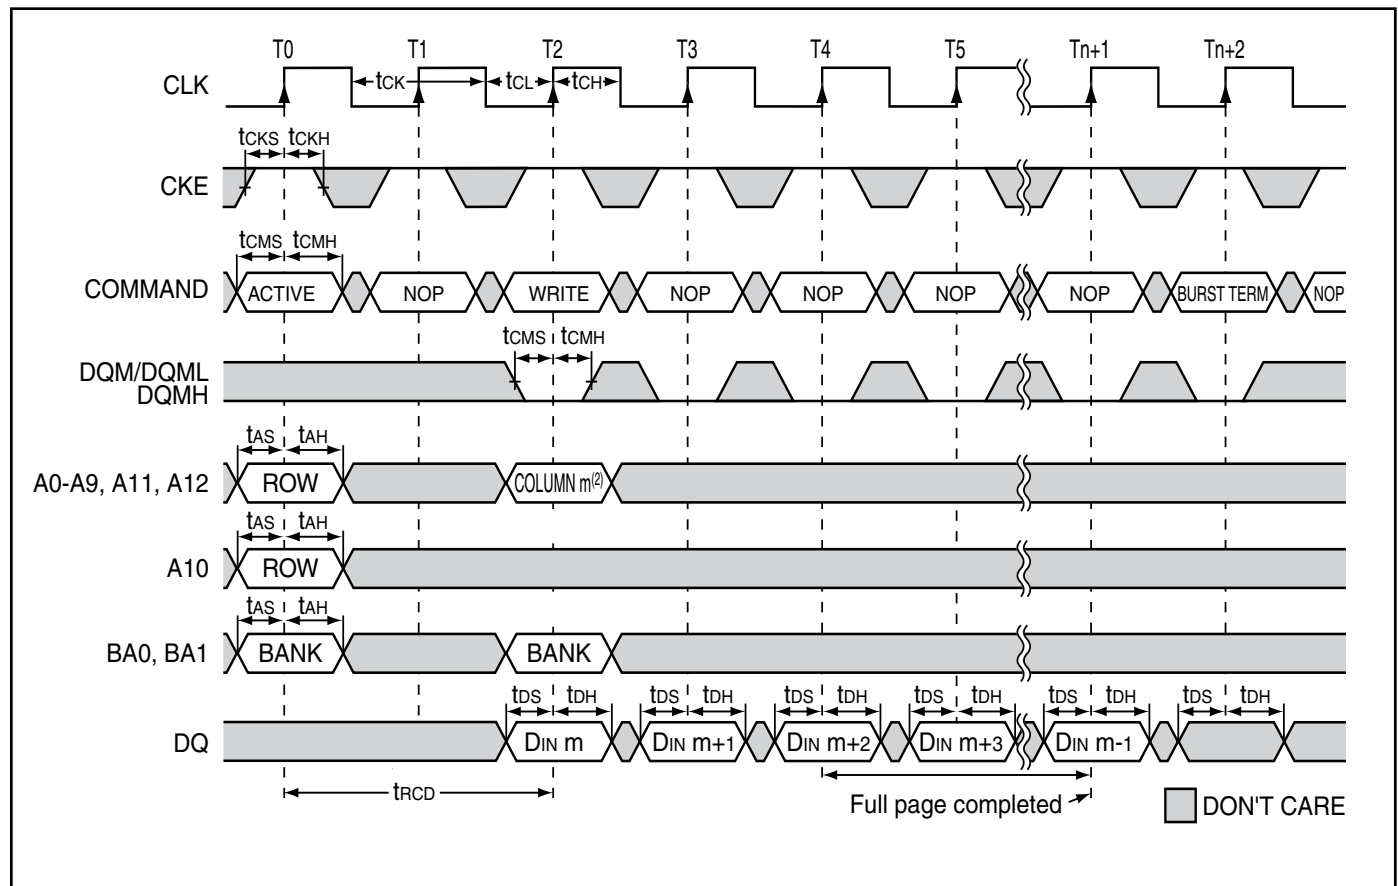 T0 T1 T2 T3 T4 T5 Tn+1 Tn+2
CLK tCK tCL tCH
tCKS tCKH
CKE
tCMS tCMH
COMMAND ACTIVE NOP WRITE NOP NOP NOP NOP BURST TERM NOP
tCMS tCMH
DQM/DQML
DQMH
tAS tAH
A0-A9, A11, A12 ROW COLUMN m(2)
tAS tAH
A10 ROW
tAS tAH
BA0, BA1 BANK BANK
tDS tDH tDS tDH tDS tDH tDS tDH tDS tDH tDS tDH
DQ DIN m DIN m+1 DIN m+2 DIN m+3 DIN m-1
tRCD
Full page completed
DON'T CARE